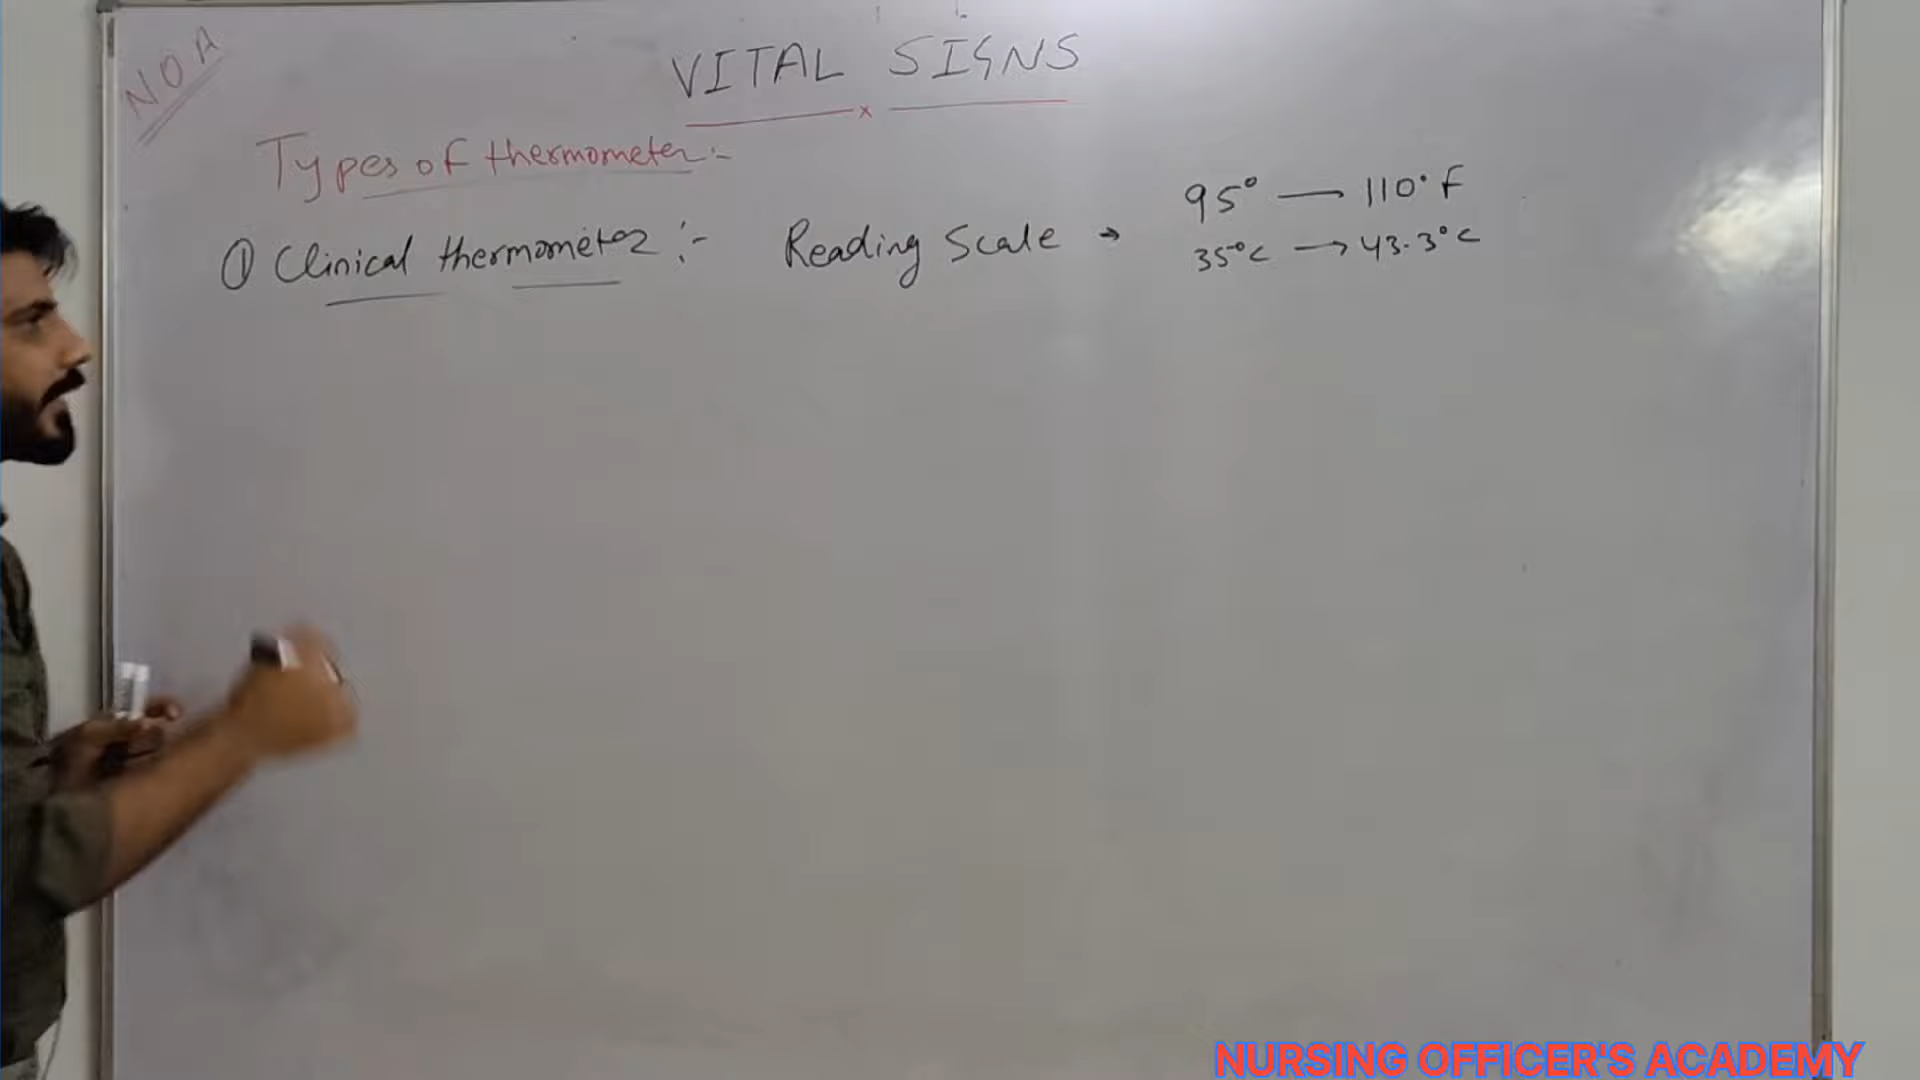 NOA
VITAL SIGNS
x
Types of thermometer:-
95° — 110° F
① Clinical thermometer :- Reading Scale →
35°C → 43.3°C
NURSING OFFICER'S ACADEMY